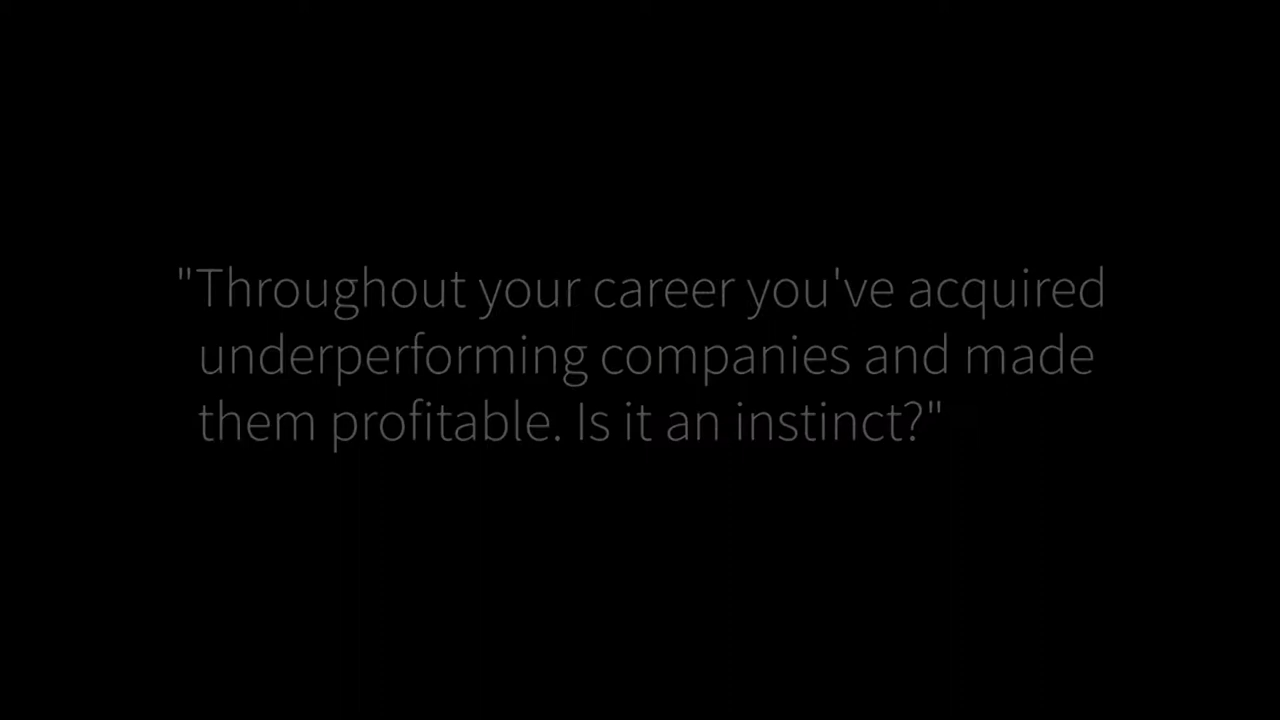 "Throughout your career you've acquired
underperforming companies and made
them profitable. Is it an instinct?"